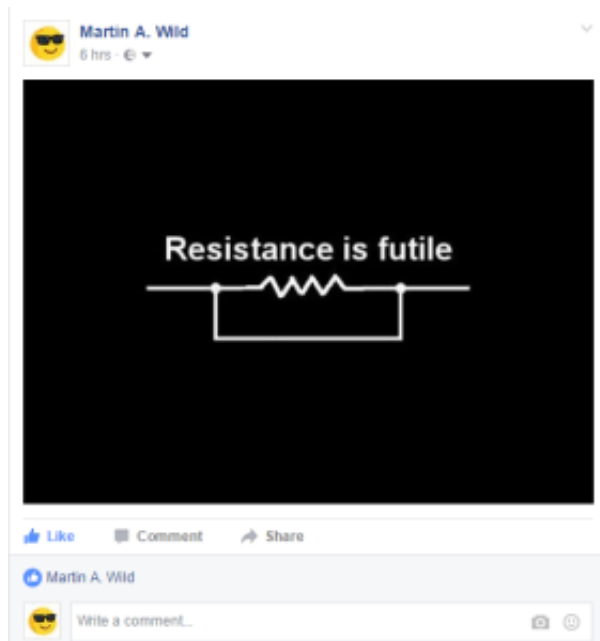 Martin A. Wild
6 hrs ·
Resistance is futile
Like Comment Share
Martin A. Wild
Write a comment...